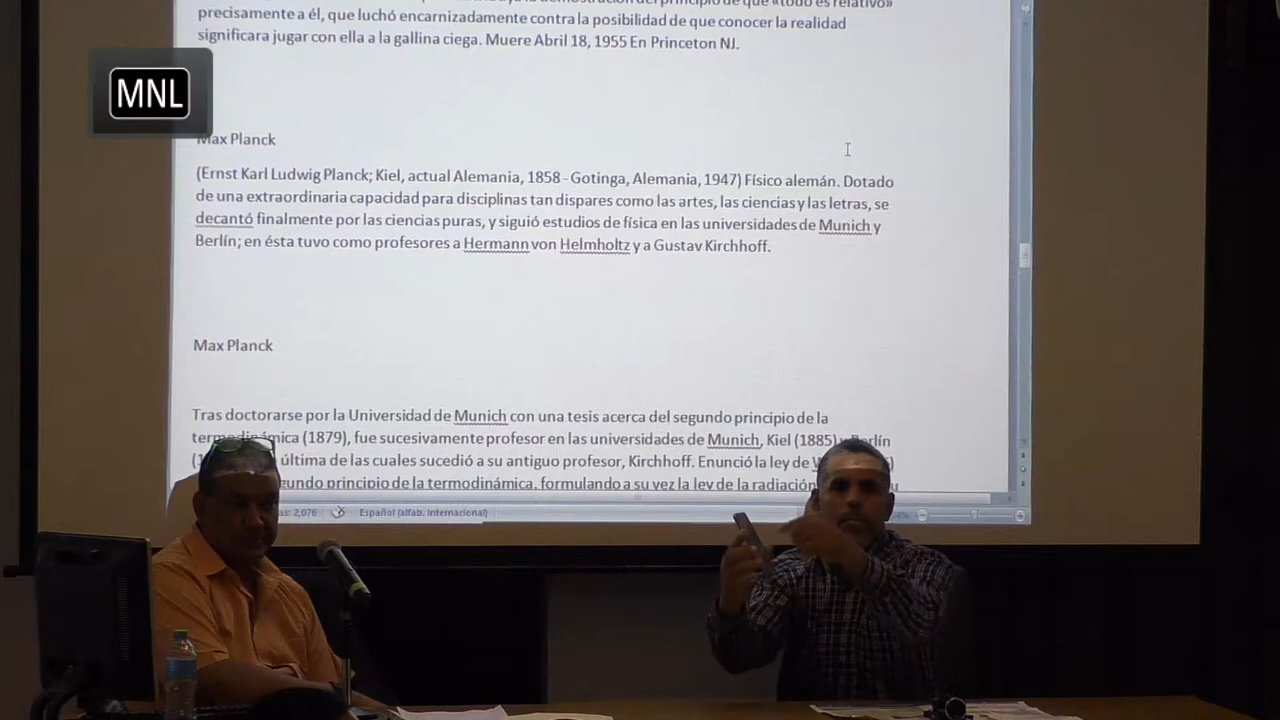 precisamente a él, que luchó encarnizadamente contra la posibilidad de que conocer la realidad
significara jugar con ella a la gallina ciega. Muere Abril 18, 1955 En Princeton NJ.
MNL
Max Planck
(Ernst Karl Ludwig Planck; Kiel, actual Alemania, 1858 - Gotinga, Alemania, 1947) Físico alemán. Dotado
de una extraordinaria capacidad para disciplinas tan dispares como las artes, las ciencias y las letras, se
decantó finalmente por las ciencias puras, y siguió estudios de física en las universidades de Munich y
Berlín; en ésta tuvo como profesores a Hermann von Helmholtz y a Gustav Kirchhoff.
Max Planck
Tras doctorarse por la Universidad de Munich con una tesis acerca del segundo principio de la
termodinámica (1879), fue sucesivamente profesor en las universidades de Munich, Kiel (1885) y Berlín
última de las cuales sucedió a su antiguo profesor, Kirchhoff. Enunció la ley de
gundo principio de la termodinámica, formulando a su vez la ley de la radiación
2,076 Español (alfab. internacional)